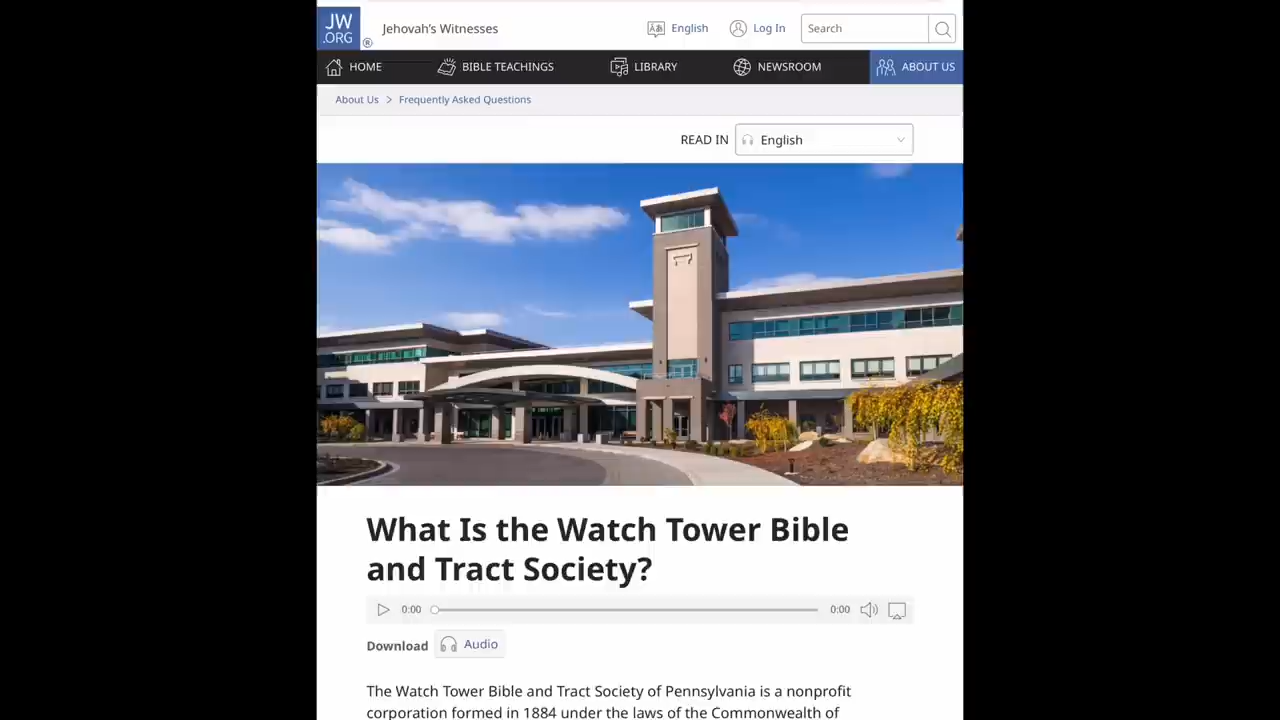 JW
.ORG
®
Jehovah's Witnesses
English
Log In
Search
HOME
BIBLE TEACHINGS
LIBRARY
NEWSROOM
ABOUT US
About Us > Frequently Asked Questions
READ IN
English
What Is the Watch Tower Bible
and Tract Society?
0:00
0:00
Download
Audio
The Watch Tower Bible and Tract Society of Pennsylvania is a nonprofit
corporation formed in 1884 under the laws of the Commonwealth of